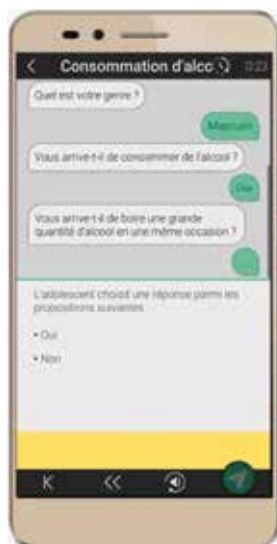 Consommation d'alco 0:23
Quel est votre genre ?
Masculin
Vous arrive-t-il de consommer de l'alcool ?
Oui
Vous arrive-t-il de boire une grande
quantité d'alcool en une même occasion ?
...
L'adolescent choisit une réponse parmi les
propositions suivantes
• Oui
• Non